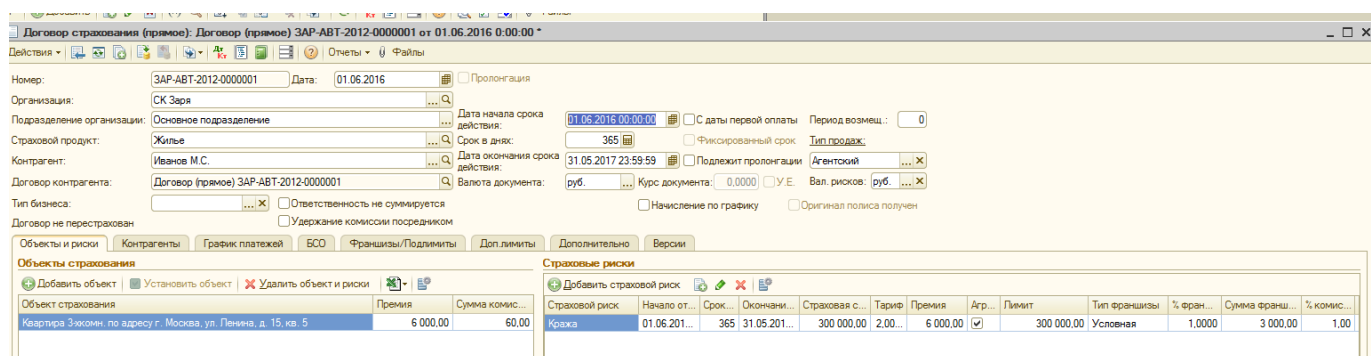 Договор страхования (прямое): Договор (прямое) ЗАР-АВТ-2012-0000001 от 01.06.2016 0:00:00 *
Действия Отчеты Файлы
Номер: ЗАР-АВТ-2012-0000001 Дата: 01.06.2016 Пролонгация
Организация: СК Заря
Подразделение организации: Основное подразделение Дата начала срока действия: 01.06.2016 00:00:00 С даты первой оплаты Период возмещ.: 0
Страховой продукт: Жилье Срок в днях: 365 Фиксированный срок Тип продаж:
Контрагент: Иванов М.С. Дата окончания срока действия: 31.05.2017 23:59:59 Подлежит пролонгации Агентский
Договор контрагента: Договор (прямое) ЗАР-АВТ-2012-0000001 Валюта документа: руб. Курс документа: 0,0000 У.Е. Вал. рисков: руб.
Тип бизнеса: Ответственность не суммируется Начисление по графику Оригинал полиса получен
Договор не перестрахован Удержание комиссии посредником
Объекты и риски Контрагенты График платежей БСО Франшизы/Подлимиты Доп.лимиты Дополнительно Версии
Объекты страхования Страховые риски
Добавить объект Установить объект Удалить объект и риски Добавить страховой риск
Объект страхования Премия Сумма комис... Страховой риск Начало от... Срок... Окончани... Страховая с... Тариф Премия Агр... Лимит Тип франшизы % фран... Сумма франш... % комис...
Квартира 3-хкомн. по адресу г. Москва, ул. Ленина, д. 15, кв. 5 6 000,00 60,00 Кража 01.06.201... 365 31.05.201... 300 000,00 2,00... 6 000,00 300 000,00 Условная 1,0000 3 000,00 1,00